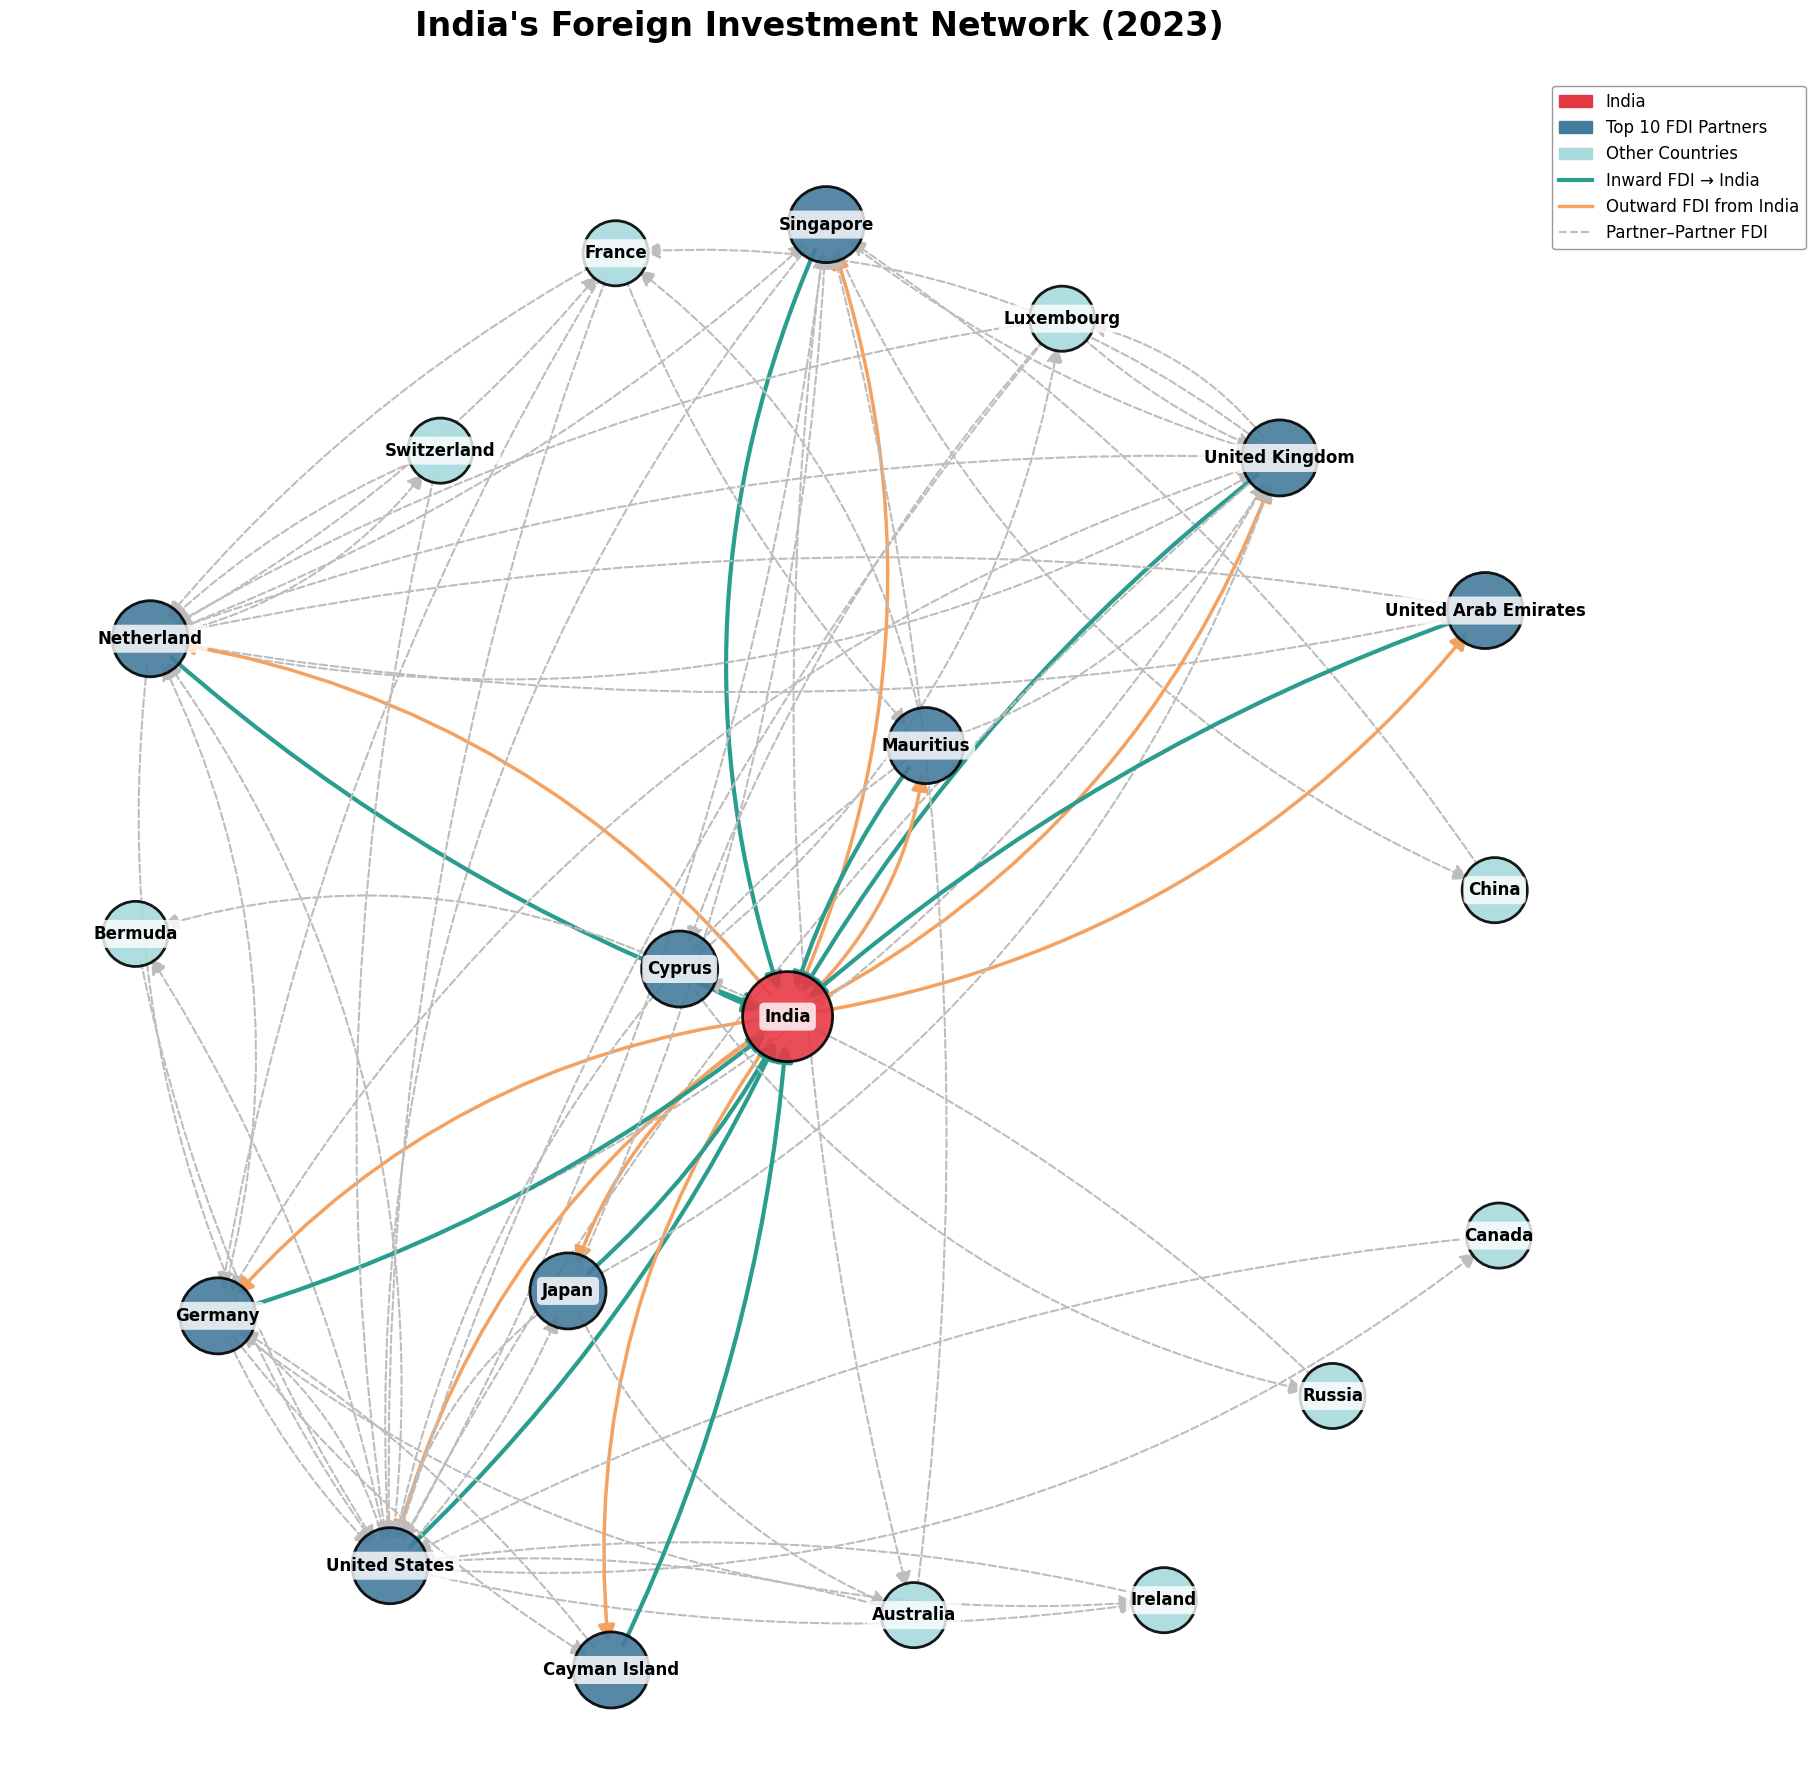 India's Foreign Investment Network (2023)
India
Top 10 FDI Partners
Other Countries
Inward FDI → India
Outward FDI from India
Partner–Partner FDI
Singapore
France
Luxembourg
Switzerland
United Kingdom
United Arab Emirates
Netherland
Mauritius
China
Bermuda
Cyprus
India
Canada
Japan
Germany
Russia
United States
Ireland
Australia
Cayman Island